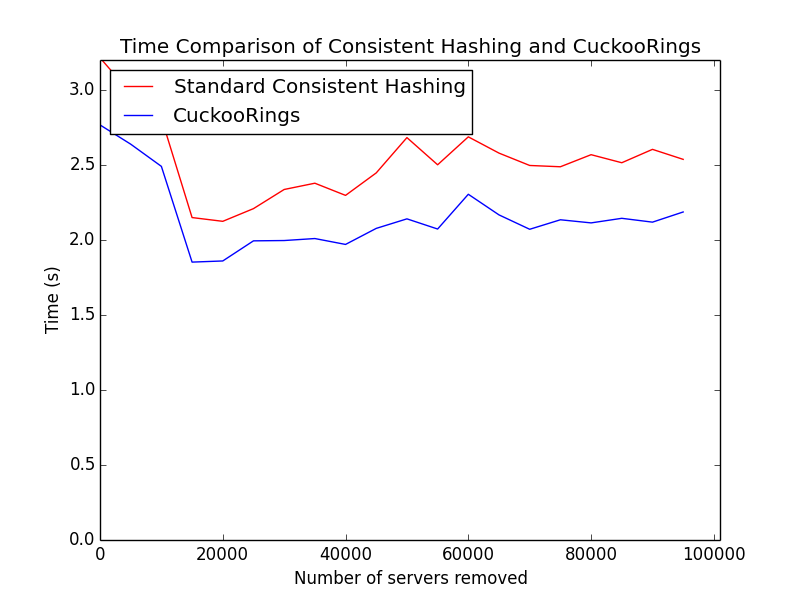 Time Comparison of Consistent Hashing and CuckooRings
Standard Consistent Hashing
CuckooRings
3.0
2.5
2.0
1.5
1.0
0.5
0.0
Time (s)
0 20000 40000 60000 80000 100000
Number of servers removed